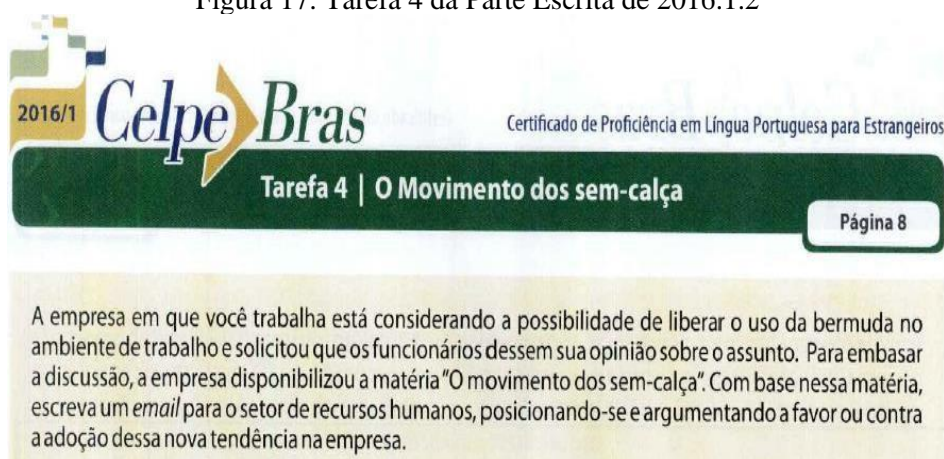 Figura 17: Tarefa 4 da Parte Escrita de 2016.1.2
2016/1 Celpe Bras
Certificado de Proficiência em Língua Portuguesa para Estrangeiros
Tarefa 4 | O Movimento dos sem-calça
Página 8
A empresa em que você trabalha está considerando a possibilidade de liberar o uso da bermuda no
ambiente de trabalho e solicitou que os funcionários dessem sua opinião sobre o assunto. Para embasar
a discussão, a empresa disponibilizou a matéria "O movimento dos sem-calça". Com base nessa matéria,
escreva um email para o setor de recursos humanos, posicionando-se e argumentando a favor ou contra
a adoção dessa nova tendência na empresa.